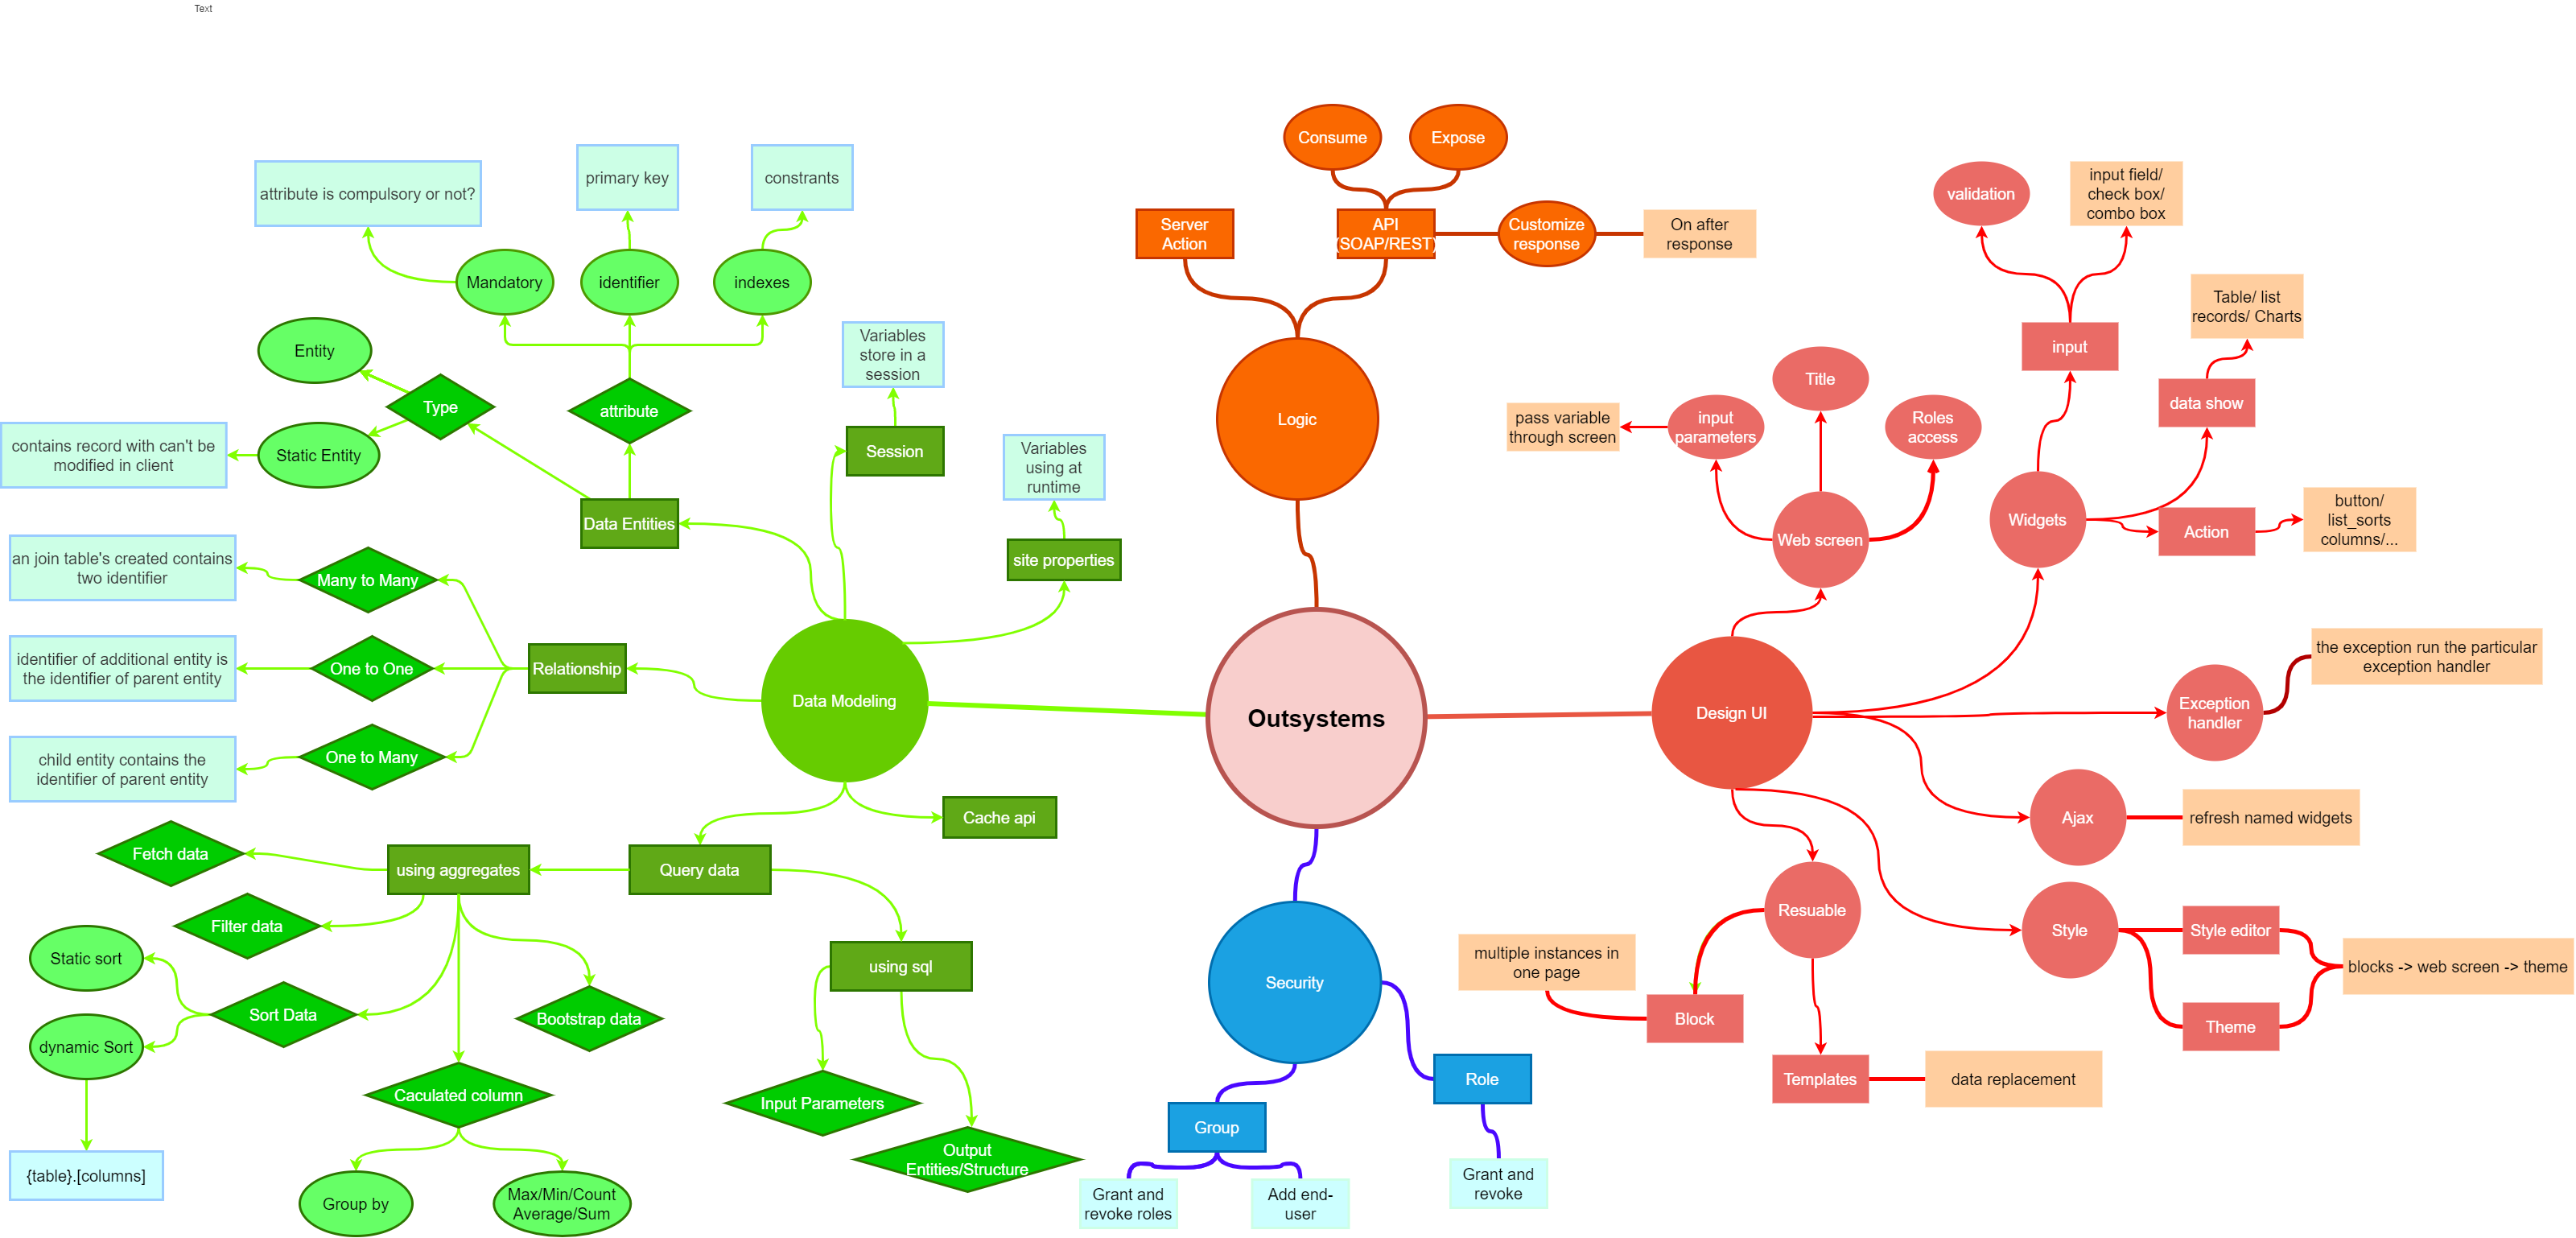 Text
Consume
Expose
Server
Action
API
(SOAP/REST)
Customize
response
On after
response
Logic
attribute is compulsory or not?
primary key
constrants
Mandatory
identifier
indexes
Entity
Type
attribute
Static Entity
contains record with can't be
modified in client
Data Entities
Variables
store in a
session
Session
Variables
using at
runtime
site properties
an join table's created contains
two identifier
Many to Many
identifier of additional entity is
the identifier of parent entity
One to One
Relationship
child entity contains the
identifier of parent entity
One to Many
Data Modeling
Outsystems
Design UI
Cache api
Query data
using aggregates
Fetch data
Filter data
Static sort
Sort Data
dynamic Sort
{table}.[columns]
Bootstrap data
Caculated column
Group by
Max/Min/Count
Average/Sum
using sql
Input Parameters
Output
Entities/Structure
Security
Group
Role
Grant and
revoke roles
Add end-
user
Grant and
revoke
validation
input field/
check box/
combo box
input
Table/ list
records/ Charts
data show
Widgets
Action
button/
list_sorts
columns/...
Title
input
parameters
Roles
access
pass variable
through screen
Web screen
the exception run the particular
exception handler
Exception
handler
Ajax
refresh named widgets
Resuable
multiple instances in
one page
Block
Templates
data replacement
Style
Style editor
Theme
blocks -> web screen -> theme